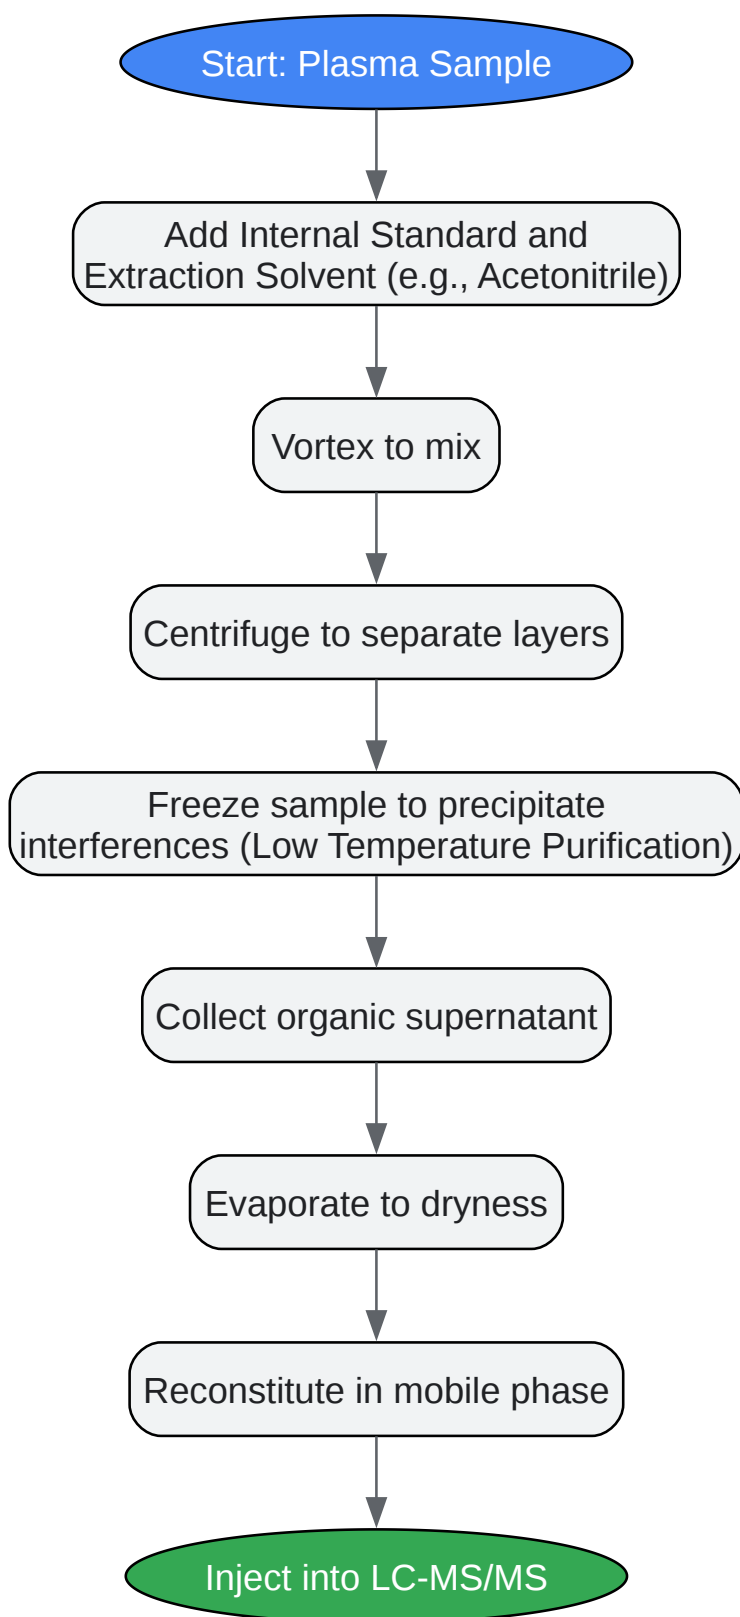 Start: Plasma Sample
Add Internal Standard and
Extraction Solvent (e.g., Acetonitrile)
Vortex to mix
Centrifuge to separate layers
Freeze sample to precipitate
interferences (Low Temperature Purification)
Collect organic supernatant
Evaporate to dryness
Reconstitute in mobile phase
Inject into LC-MS/MS